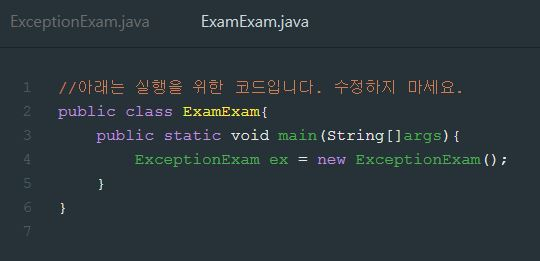 ExceptionExam.java ExamExam.java
1 //아래는 실행을 위한 코드입니다. 수정하지 마세요.
2 public class ExamExam{
3     public static void main(String[]args){
4         ExceptionExam ex = new ExceptionExam();
5     }
6 }
7